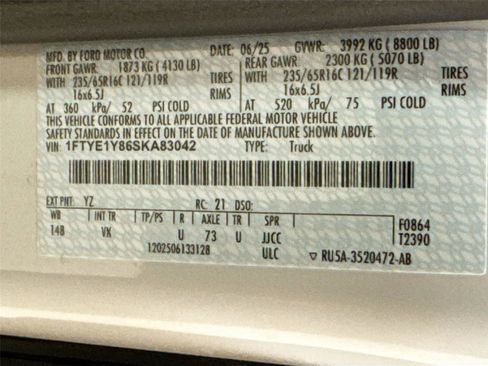 MFD. BY FORD MOTOR CO. 06/25 GVWR: 3992 KG (8800 LB)
FRONT GAWR: 1873 KG (4130 LB) REAR GAWR: 2300 KG (5070 LB)
WITH 235/65R16C 121/119R TIRES WITH 235/65R16C 121/119R TIRES
16x6.5J RIMS 16x6.5J RIMS
AT 360 kPa/ 52 PSI COLD AT 520 kPa/ 75 PSI COLD
THIS VEHICLE CONFORMS TO ALL APPLICABLE FEDERAL MOTOR VEHICLE
SAFETY STANDARDS IN EFFECT ON THE DATE OF MANUFACTURE SHOWN ABOVE.
VIN: 1FTYE1Y86SKA83042 TYPE: Truck
EXT PNT: YZ RC: 21 DSO:
WB INT TR TP/PS R AXLE TR SPR F0864
148 VK U 73 U JJCC T2390
1202506133128 ULC ▽ RU5A-3520472-AB